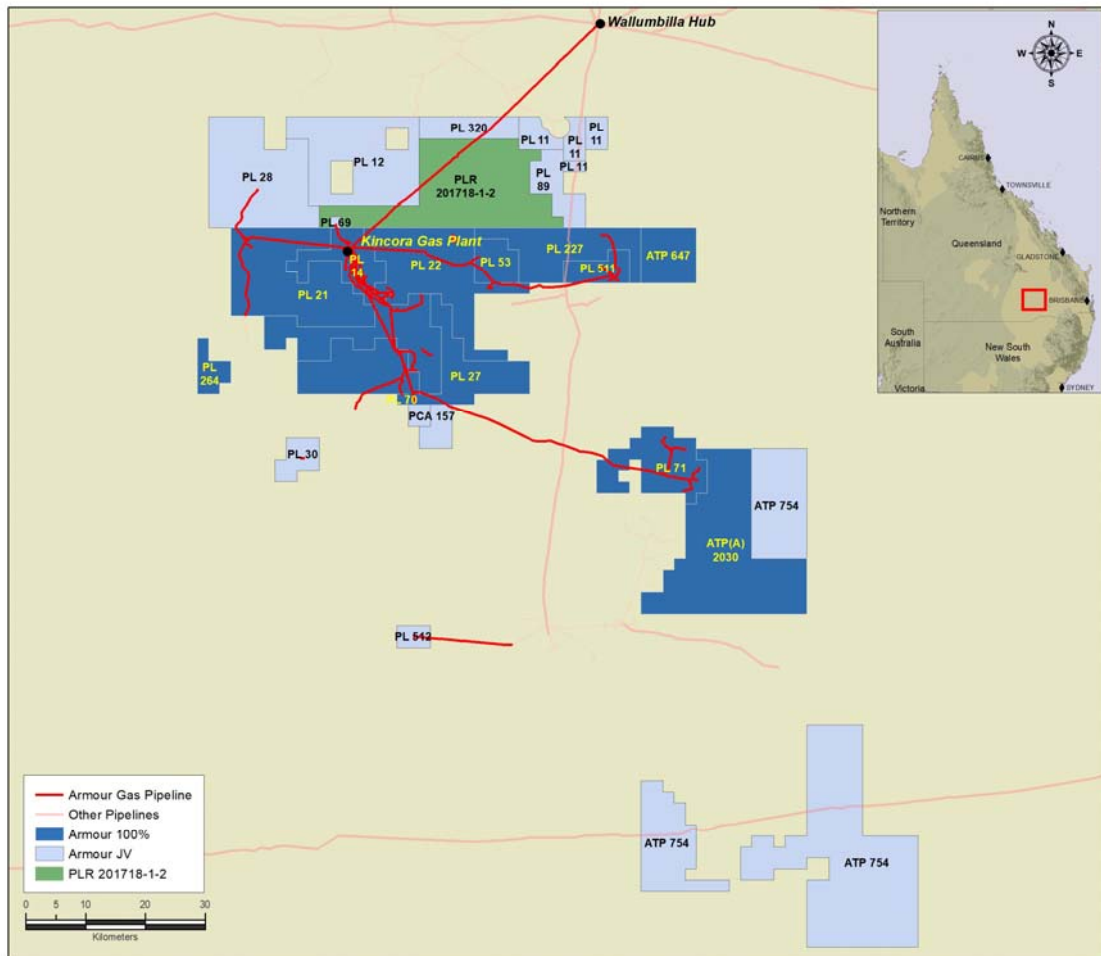 Wallumbilla Hub
N
W
E
S
PL 320
PL 11
PL
11
PL
11
PL 11
PL 12
PL 28
PLR
201718-1-2
PL
89
PL 69
Kincora Gas Plant
PL
14
PL 22
PL 53
PL 227
PL 511
ATP 647
PL 21
PL
264
PL 27
PL 70
PCA 157
PL 30
PL 71
ATP 754
ATP(A)
2030
PL 512
ATP 754
ATP 754
CAIRNS
TOWNSVILLE
Northern
Territory
Queensland
GLADSTONE
BRISBANE
South
Australia
New South
Wales
Victoria
SYDNEY
Armour Gas Pipeline
Other Pipelines
Armour 100%
Armour JV
PLR 201718-1-2
0 5 10 20 30
Kilometers